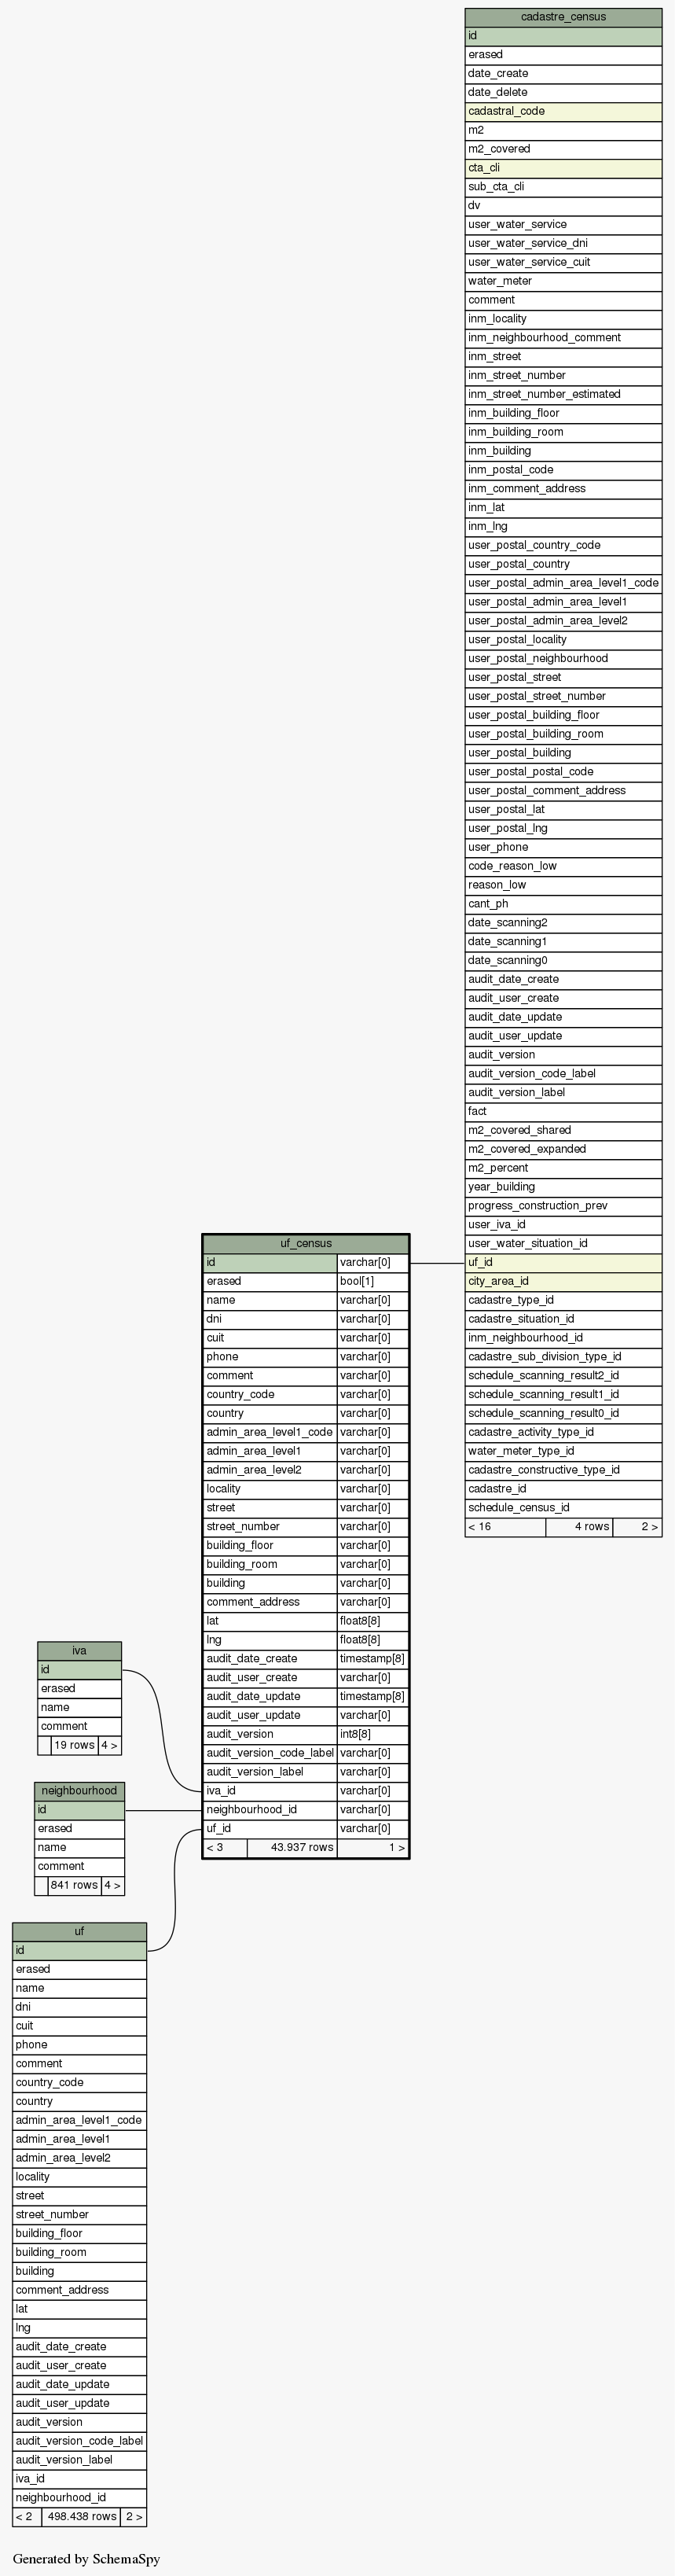 cadastre_census
id
erased
date_create
date_delete
cadastral_code
m2
m2_covered
cta_cli
sub_cta_cli
dv
user_water_service
user_water_service_dni
user_water_service_cuit
water_meter
comment
inm_locality
inm_neighbourhood_comment
inm_street
inm_street_number
inm_street_number_estimated
inm_building_floor
inm_building_room
inm_building
inm_postal_code
inm_comment_address
inm_lat
inm_lng
user_postal_country_code
user_postal_country
user_postal_admin_area_level1_code
user_postal_admin_area_level1
user_postal_admin_area_level2
user_postal_locality
user_postal_neighbourhood
user_postal_street
user_postal_street_number
user_postal_building_floor
user_postal_building_room
user_postal_building
user_postal_postal_code
user_postal_comment_address
user_postal_lat
user_postal_lng
user_phone
code_reason_low
reason_low
cant_ph
date_scanning2
date_scanning1
date_scanning0
audit_date_create
audit_user_create
audit_date_update
audit_user_update
audit_version
audit_version_code_label
audit_version_label
fact
m2_covered_shared
m2_covered_expanded
m2_percent
year_building
progress_construction_prev
user_iva_id
user_water_situation_id
uf_id
city_area_id
cadastre_type_id
cadastre_situation_id
inm_neighbourhood_id
cadastre_sub_division_type_id
schedule_scanning_result2_id
schedule_scanning_result1_id
schedule_scanning_result0_id
cadastre_activity_type_id
water_meter_type_id
cadastre_constructive_type_id
cadastre_id
schedule_census_id
< 16 4 rows 2 >
uf_census
id varchar[0]
erased bool[1]
name varchar[0]
dni varchar[0]
cuit varchar[0]
phone varchar[0]
comment varchar[0]
country_code varchar[0]
country varchar[0]
admin_area_level1_code varchar[0]
admin_area_level1 varchar[0]
admin_area_level2 varchar[0]
locality varchar[0]
street varchar[0]
street_number varchar[0]
building_floor varchar[0]
building_room varchar[0]
building varchar[0]
comment_address varchar[0]
lat float8[8]
lng float8[8]
audit_date_create timestamp[8]
audit_user_create varchar[0]
audit_date_update timestamp[8]
audit_user_update varchar[0]
audit_version int8[8]
audit_version_code_label varchar[0]
audit_version_label varchar[0]
iva_id varchar[0]
neighbourhood_id varchar[0]
uf_id varchar[0]
< 3 43.937 rows 1 >
iva
id
erased
name
comment
19 rows 4 >
neighbourhood
id
erased
name
comment
841 rows 4 >
uf
id
erased
name
dni
cuit
phone
comment
country_code
country
admin_area_level1_code
admin_area_level1
admin_area_level2
locality
street
street_number
building_floor
building_room
building
comment_address
lat
lng
audit_date_create
audit_user_create
audit_date_update
audit_user_update
audit_version
audit_version_code_label
audit_version_label
iva_id
neighbourhood_id
< 2 498.438 rows 2 >
Generated by SchemaSpy